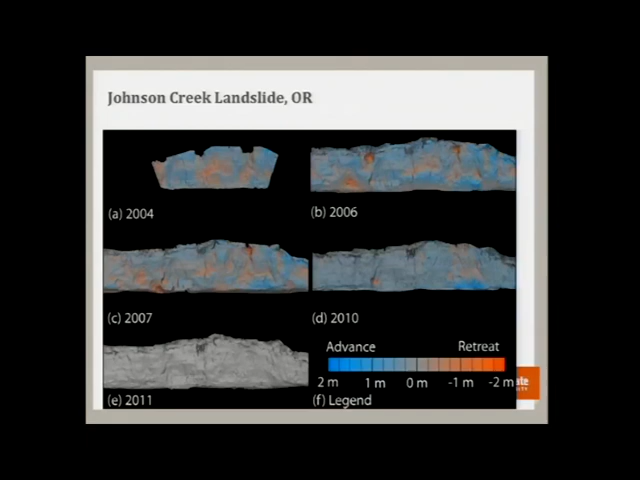 Johnson Creek Landslide, OR
(a) 2004
(b) 2006
(c) 2007
(d) 2010
Advance Retreat
2 m 1 m 0 m -1 m -2 m
(e) 2011
(f) Legend